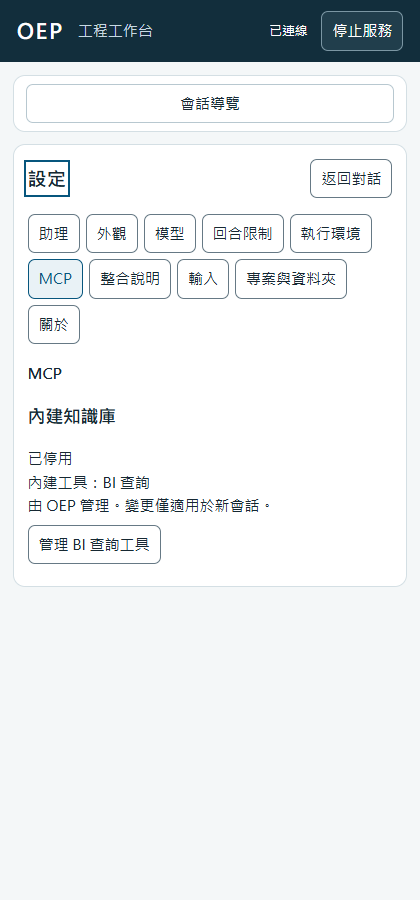 OEP 工程工作台 已連線 停止服務
會話導覽
設定 返回對話
助理 外觀 模型 回合限制 執行環境
MCP 整合說明 輸入 專案與資料夾
關於
MCP
內建知識庫
已停用
內建工具：BI 查詢
由 OEP 管理。變更僅適用於新會話。
管理 BI 查詢工具